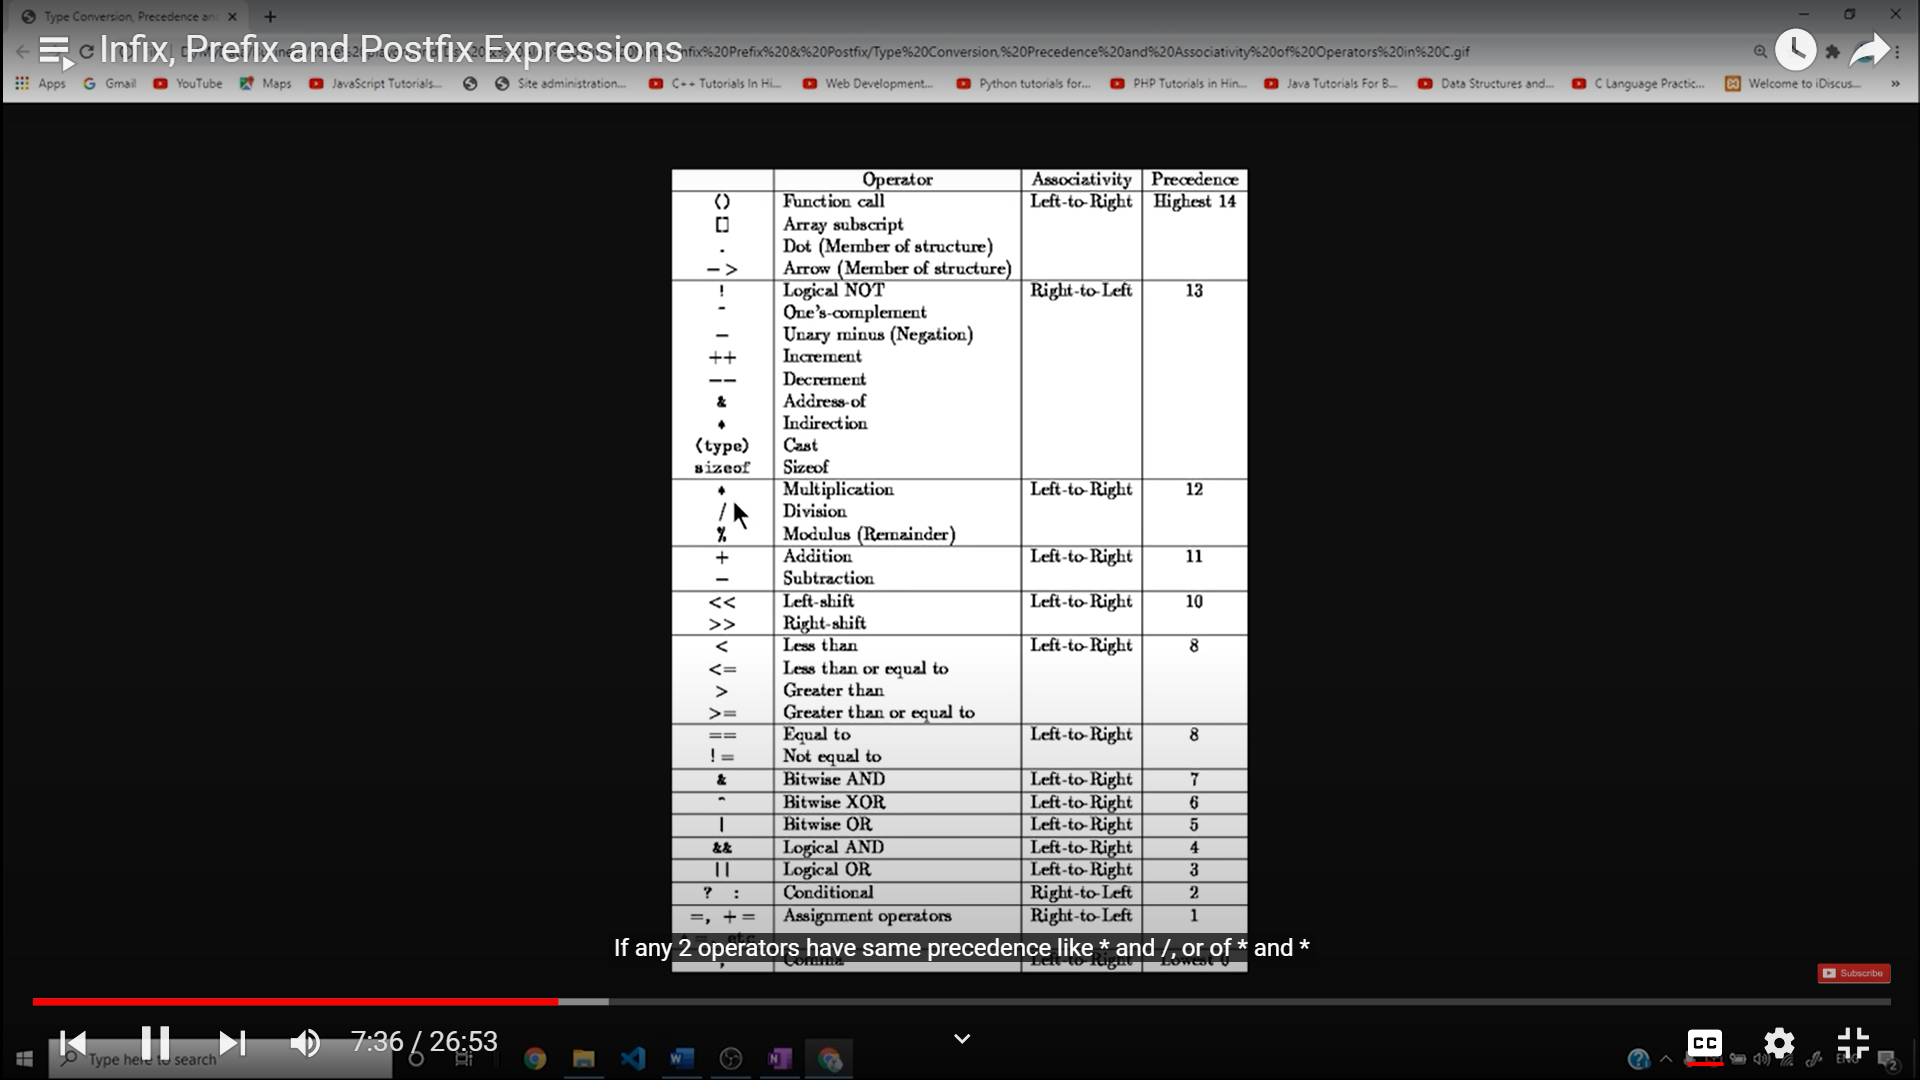 Type Conversion, Precedence an
Infix, Prefix and Postfix Expressions
nfix%20Prefix%20&%20Postfix/Type%20Conversion,%20Precedence%20and%20Associativity%20of%20Operators%20in%20C.gif
Apps Gmail YouTube Maps JavaScript Tutorials... Site administration... C++ Tutorials In Hi... Web Development... Python tutorials for... PHP Tutorials in Hin... Java Tutorials For B... Data Structures and... C Language Practic... Welcome to iDiscus... »
Operator Associativity Precedence
() Function call Left-to-Right Highest 14
[] Array subscript
. Dot (Member of structure)
-> Arrow (Member of structure)
! Logical NOT Right-to-Left 13
~ One's-complement
- Unary minus (Negation)
++ Increment
-- Decrement
& Address-of
* Indirection
(type) Cast
sizeof Sizeof
* Multiplication Left-to-Right 12
/ Division
% Modulus (Remainder)
+ Addition Left-to-Right 11
- Subtraction
<< Left-shift Left-to-Right 10
>> Right-shift
< Less than Left-to-Right 8
<= Less than or equal to
> Greater than
>= Greater than or equal to
== Equal to Left-to-Right 8
!= Not equal to
& Bitwise AND Left-to-Right 7
^ Bitwise XOR Left-to-Right 6
| Bitwise OR Left-to-Right 5
&& Logical AND Left-to-Right 4
|| Logical OR Left-to-Right 3
? : Conditional Right-to-Left 2
=, += Assignment operators Right-to-Left 1
If any 2 operators have same precedence like * and /, or of * and *
, Comma Left-to-Right Lowest 0
Subscribe
7:36 / 26:53
CC
Type here to search